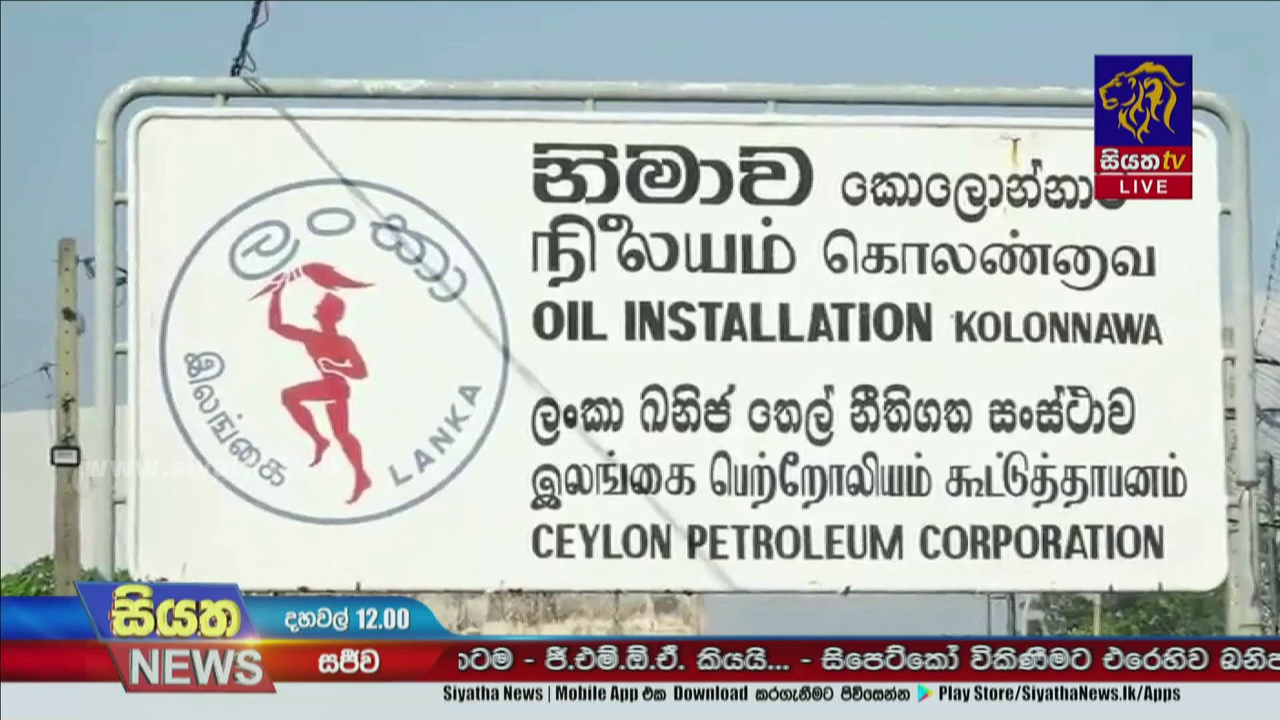 සියත tv
LIVE
නිමාව කොලොන්නාව
நிலையம் கொலண்னாவ
OIL INSTALLATION KOLONNAWA
ලංකා ඛනිජ තෙල් නීතිගත සංස්ථාව
இலங்கை பெற்றோலியம் கூட்டுத்தாபனம்
CEYLON PETROLEUM CORPORATION
ලංකා
இலங்கை
LANKA
සියත
NEWS
දහවල් 12.00
සජීව
- ජී.එම්.ඕ.ඒ. කියයි... - සිපෙට්කෝ විකිණීමට එරෙහිව
Siyatha News | Mobile App එක Download කරගැනීමට පිවිසෙන්න Play Store/SiyathaNews.lk/Apps